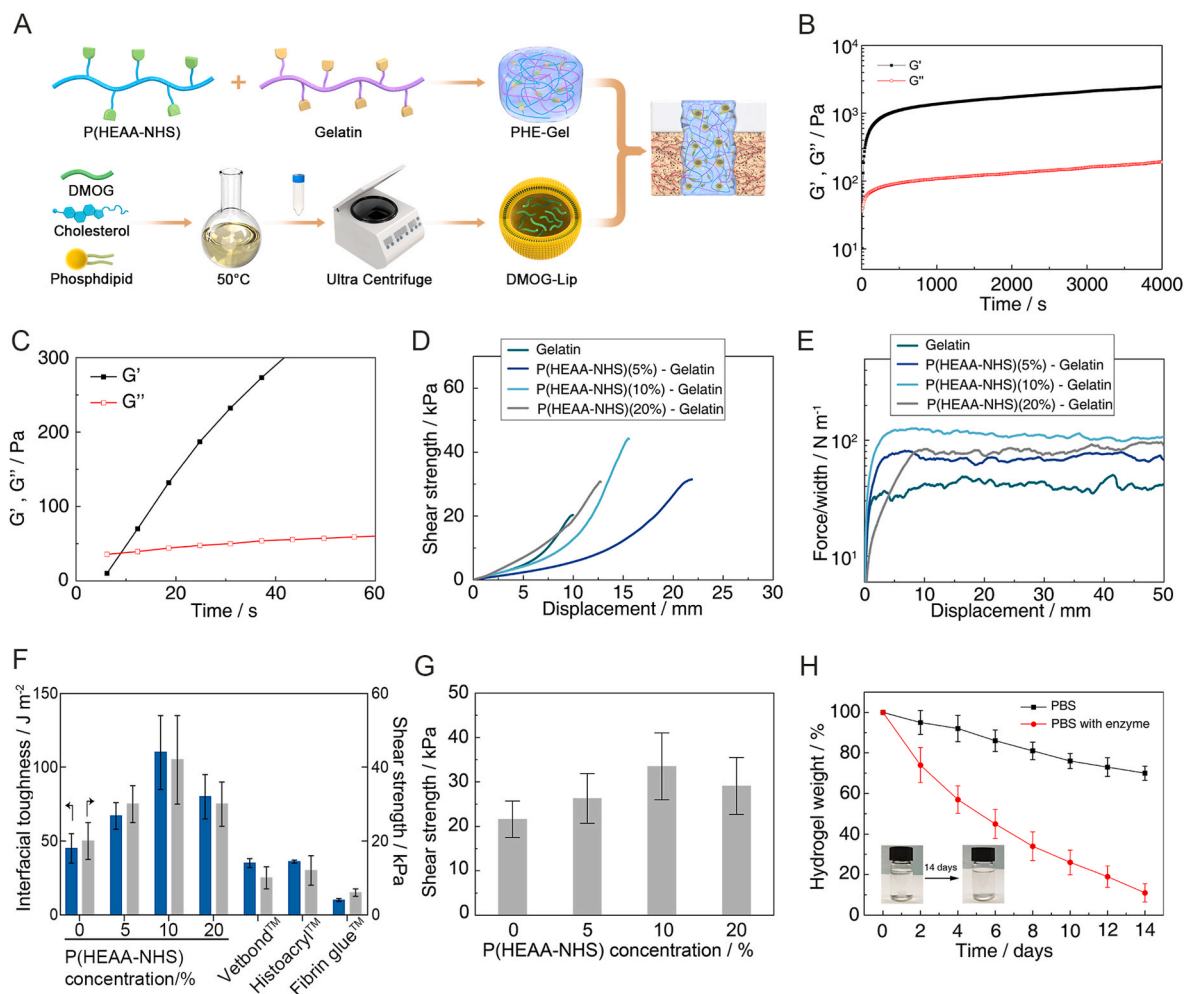 A
P(HEAA-NHS)
+
Gelatin
PHE-Gel
DMOG
Cholesterol
Phosphdipid
50°C
Ultra Centrifuge
DMOG-Lip
B
G', G'' / Pa
10⁴
10³
10²
10¹
G'
G''
0 1000 2000 3000 4000
Time / s
C
G', G'' / Pa
300
200
100
0
G'
G''
0 20 40 60
Time / s
D
Gelatin
P(HEAA-NHS)(5%) - Gelatin
P(HEAA-NHS)(10%) - Gelatin
P(HEAA-NHS)(20%) - Gelatin
Shear strength / kPa
60
40
20
0
0 5 10 15 20 25 30
Displacement / mm
E
Gelatin
P(HEAA-NHS)(5%) - Gelatin
P(HEAA-NHS)(10%) - Gelatin
P(HEAA-NHS)(20%) - Gelatin
Force/width / N m⁻¹
10²
10¹
0 10 20 30 40 50
Displacement / mm
F
Interfacial toughness / J m⁻²
150
100
50
0
60
40
20
0
Shear strength / kPa
0 5 10 20
P(HEAA-NHS)
concentration/%
Vetbond™
Histoacryl™
Fibrin glue™
G
Shear strength / kPa
50
40
30
20
10
0
0 5 10 20
P(HEAA-NHS) concentration / %
H
Hydrogel weight / %
100
80
60
40
20
0
PBS
PBS with enzyme
14 days
0 2 4 6 8 10 12 14
Time / days